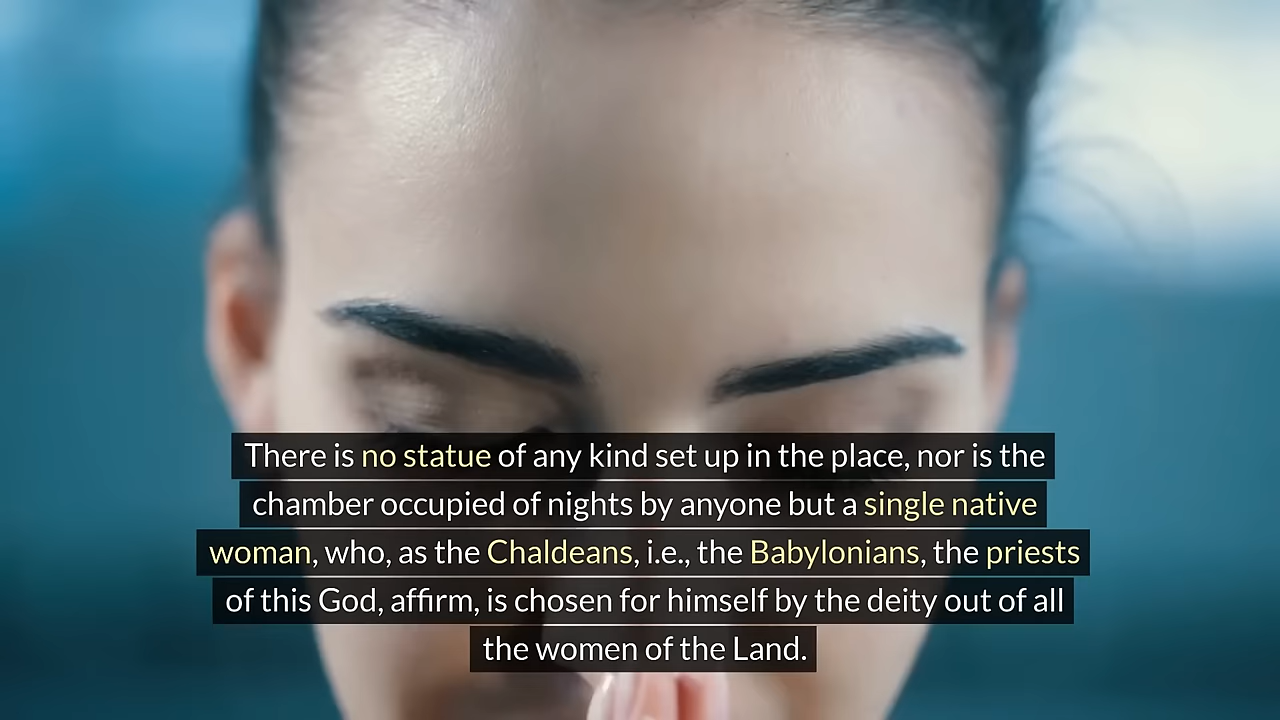 There is no statue of any kind set up in the place, nor is the
chamber occupied of nights by anyone but a single native
woman, who, as the Chaldeans, i.e., the Babylonians, the priests
of this God, affirm, is chosen for himself by the deity out of all
the women of the Land.